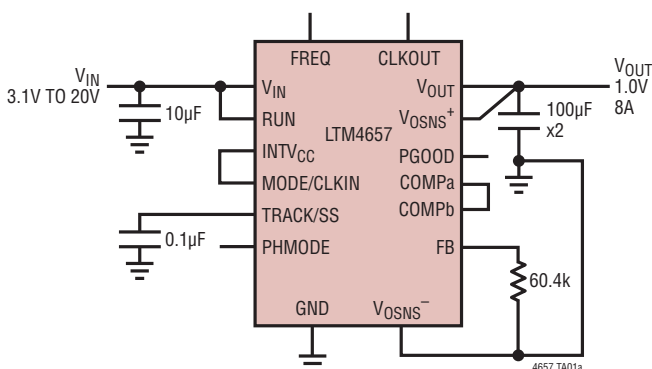 FREQ CLKOUT
V_IN
3.1V TO 20V
10µF
V_IN
RUN
INTV_CC
MODE/CLKIN
TRACK/SS
PHMODE
0.1µF
LTM4657
V_OUT
V_OSNS⁺
PGOOD
COMPa
COMPb
FB
GND V_OSNS⁻
V_OUT
1.0V
8A
100µF
x2
60.4k
4657 TA01a